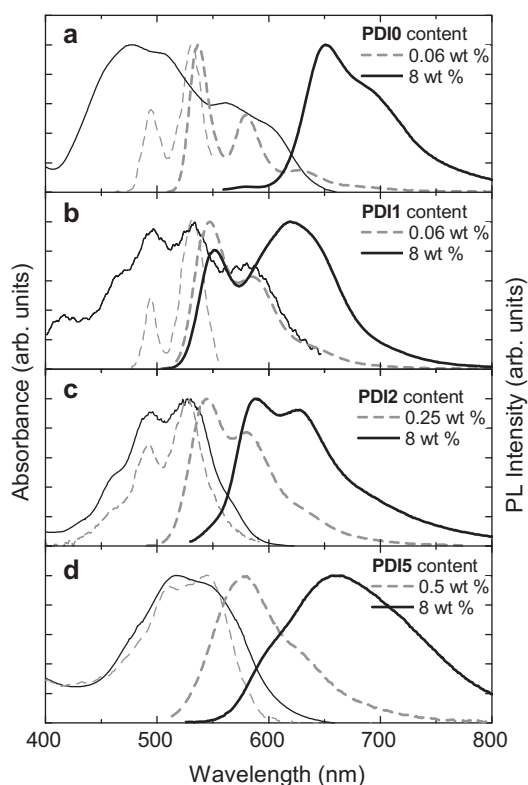 a
PDI0 content
0.06 wt %
8 wt %
b
PDI1 content
0.06 wt %
8 wt %
c
PDI2 content
0.25 wt %
8 wt %
d
PDI5 content
0.5 wt %
8 wt %
Absorbance (arb. units)
PL Intensity (arb. units)
400 500 600 700 800
Wavelength (nm)